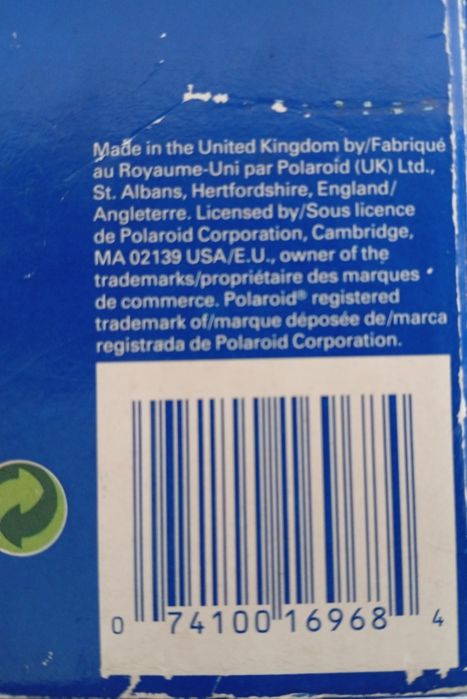 Made in the United Kingdom by/Fabriqué
au Royaume-Uni par Polaroid (UK) Ltd.,
St. Albans, Hertfordshire, England/
Angleterre. Licensed by/Sous licence
de Polaroid Corporation, Cambridge,
MA 02139 USA/E.U., owner of the
trademarks/propriétaire des marques
de commerce. Polaroid® registered
trademark of/marque déposée de/marca
registrada de Polaroid Corporation.
0 74100 16968 4